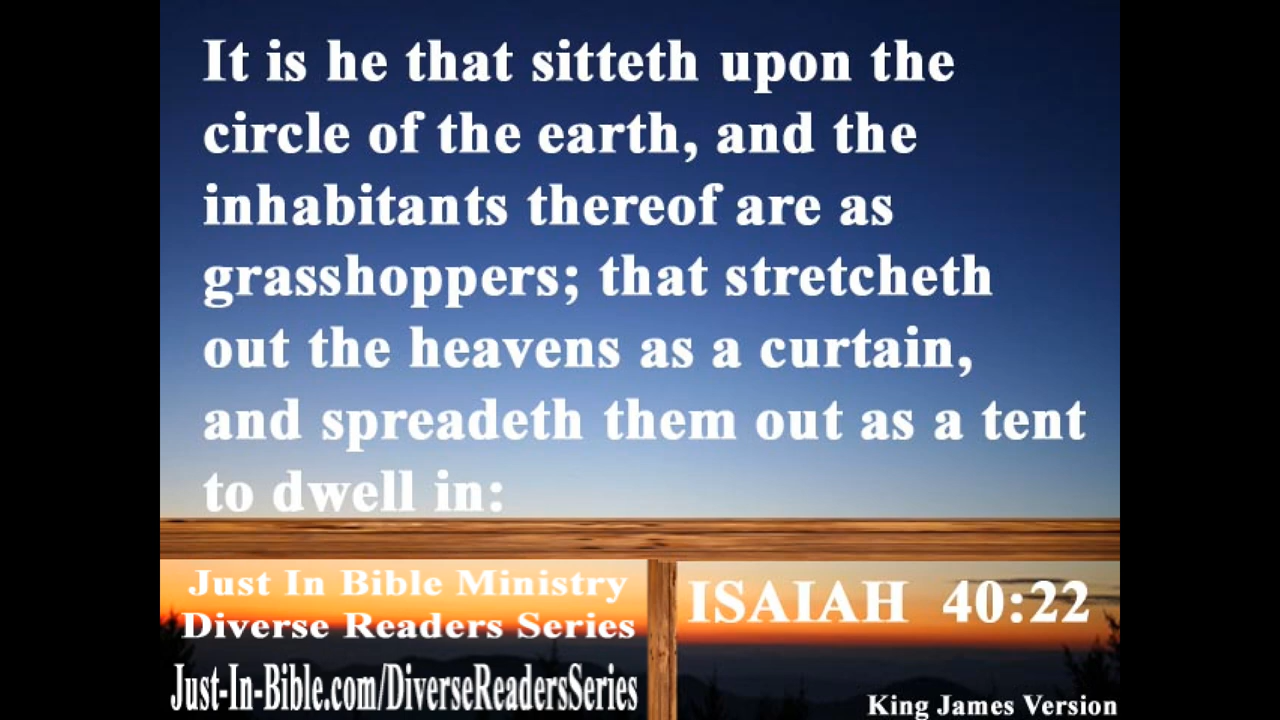 It is he that sitteth upon the
circle of the earth, and the
inhabitants thereof are as
grasshoppers; that stretcheth
out the heavens as a curtain,
and spreadeth them out as a tent
to dwell in:
Just In Bible Ministry
Diverse Readers Series
Just-In-Bible.com/DiverseReadersSeries
ISAIAH 40:22
King James Version